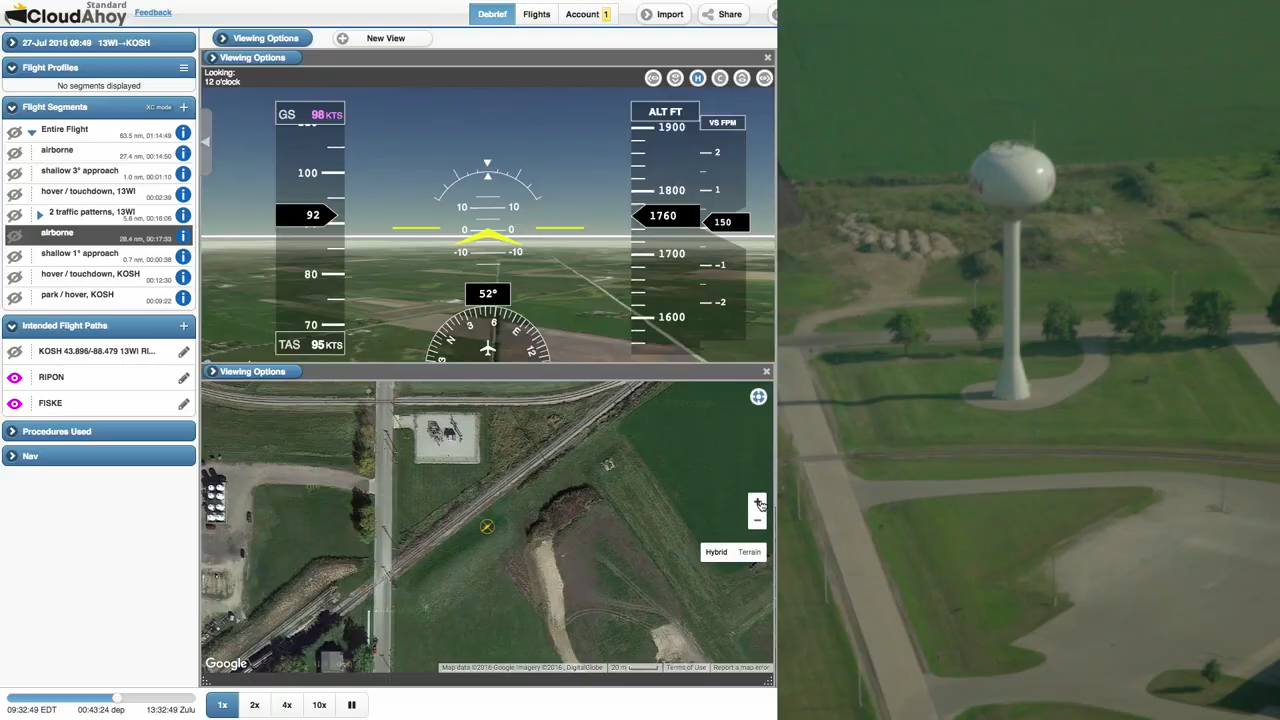 Standard
CloudAhoy
Feedback
Debrief
Flights
Account 1
Import
Share
27-Jul 2016 08:49 13WI→KOSH
Viewing Options
New View
Flight Profiles
No segments displayed
Flight Segments
XC mode
Entire Flight
63.5 nm, 01:14:49
airborne
27.4 nm, 00:14:50
shallow 3° approach
1.0 nm, 00:01:10
hover / touchdown, 13WI
00:02:39
2 traffic patterns, 13WI
5.6 nm, 00:16:06
airborne
28.4 nm, 00:17:33
shallow 1° approach
0.7 nm, 00:00:38
hover / touchdown, KOSH
00:12:30
park / hover, KOSH
00:09:22
Intended Flight Paths
KOSH 43.896/-88.479 13WI RI...
RIPON
FISKE
Procedures Used
Nav
Viewing Options
Looking:
12 o'clock
H
C
GS 98 KTS
100
92
80
70
TAS 95 KTS
10 10
0 0
-10 -10
52°
N 3 6 E 12
ALT FT
1900
1800
1760
1700
1600
VS FPM
2
1
150
-1
-2
Viewing Options
Hybrid
Terrain
Google
Map data ©2016 Google Imagery ©2016 , DigitalGlobe
20 m
Terms of Use
Report a map error
09:32:49 EDT
00:43:24 dep
13:32:49 Zulu
1x
2x
4x
10x